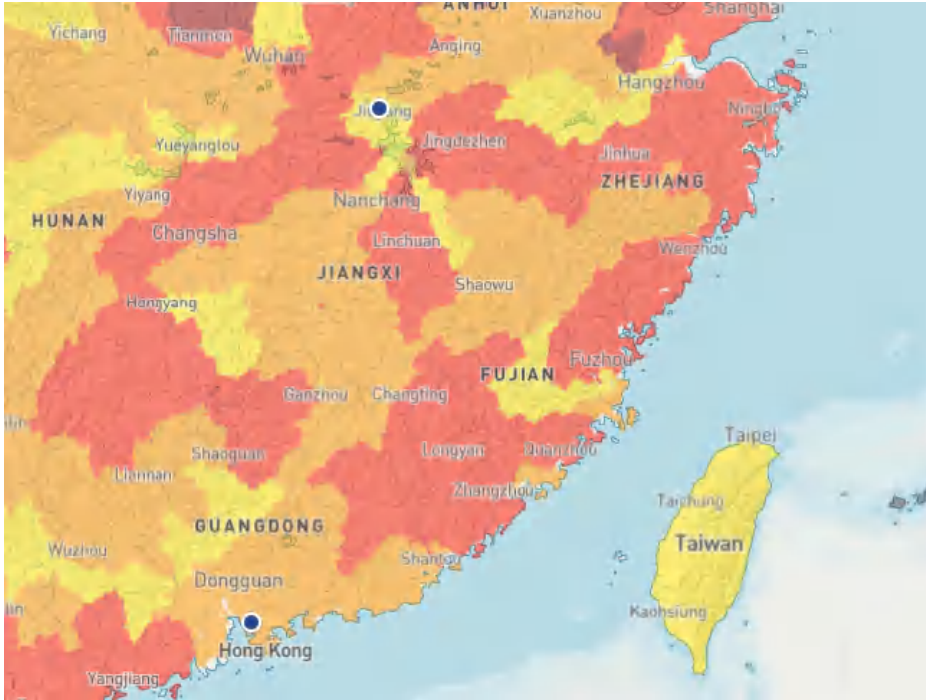 ANHUI
Xuanzhou
Shanghai
Yichang
Tianmen
Wuhan
Anqing
Hangzhou
Ningbo
Yueyanglou
Jingdezhen
Jinhua
ZHEJIANG
Yiyang
Nanchang
HUNAN
Changsha
Linchuan
Wenzhou
JIANGXI
Shaowu
Hengyang
Fuzhou
FUJIAN
Ganzhou
Changting
Taipei
Shaoguan
Longyan
Quanzhou
Liannan
Zhangzhou
Taichung
GUANGDONG
Taiwan
Wuzhou
Shantou
Dongguan
Kaohsiung
Hong Kong
Yangjiang